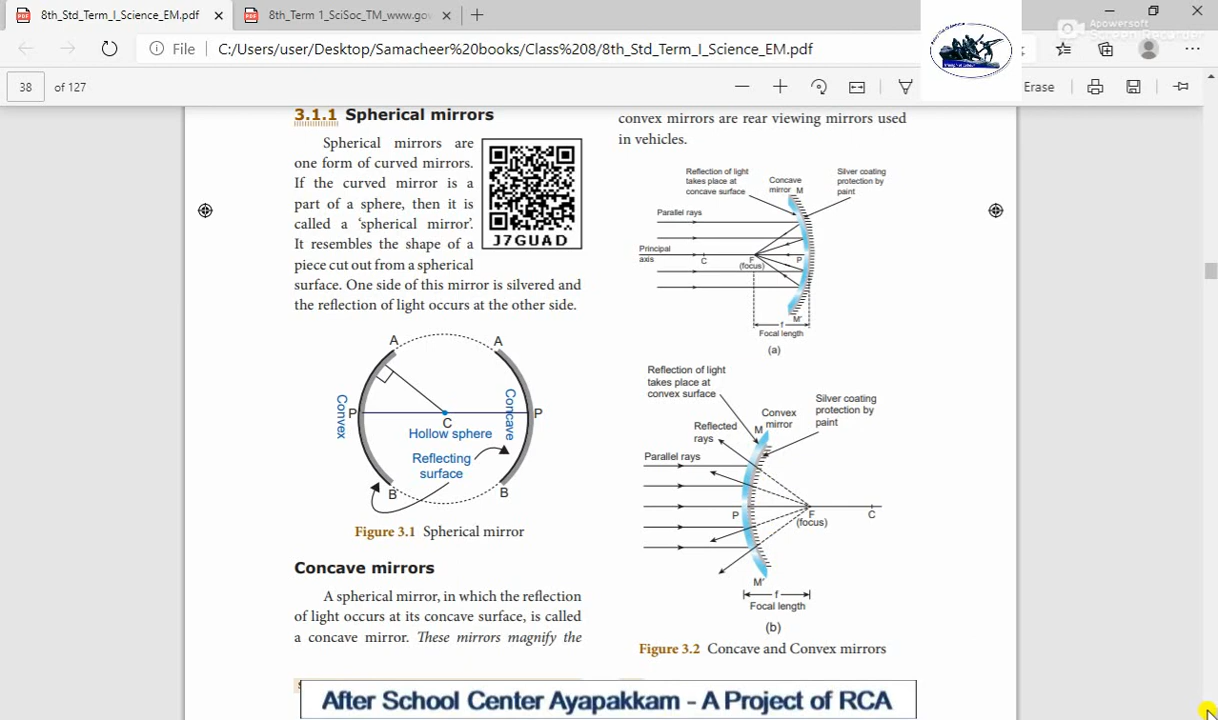 8th_Std_Term_I_Science_EM.pdf
8th_Term 1_SciSoc_TM_www.gov
Apowersoft
Screen Recorder
File
C:/Users/user/Desktop/Samacheer%20books/Class%208/8th_Std_Term_I_Science_EM.pdf
38 of 127
Erase
3.1.1 Spherical mirrors
Spherical mirrors are
one form of curved mirrors.
If the curved mirror is a
part of a sphere, then it is
called a ‘spherical mirror’.
It resembles the shape of a
piece cut out from a spherical
surface. One side of this mirror is silvered and
the reflection of light occurs at the other side.
J7GUAD
A
A
Convex
P
C
Concave
P
Hollow sphere
Reflecting
surface
B
B
Figure 3.1 Spherical mirror
Concave mirrors
A spherical mirror, in which the reflection
of light occurs at its concave surface, is called
a concave mirror. These mirrors magnify the
convex mirrors are rear viewing mirrors used
in vehicles.
Reflection of light
takes place at
concave surface
Concave
mirror
M
Silver coating
protection by
paint
Parallel rays
Principal
axis
C
F
(focus)
P
M'
f
Focal length
(a)
Reflection of light
takes place at
convex surface
Silver coating
protection by
paint
Convex
mirror
M
Reflected
rays
Parallel rays
P
F
(focus)
C
M'
f
Focal length
(b)
Figure 3.2 Concave and Convex mirrors
After School Center Ayapakkam - A Project of RCA